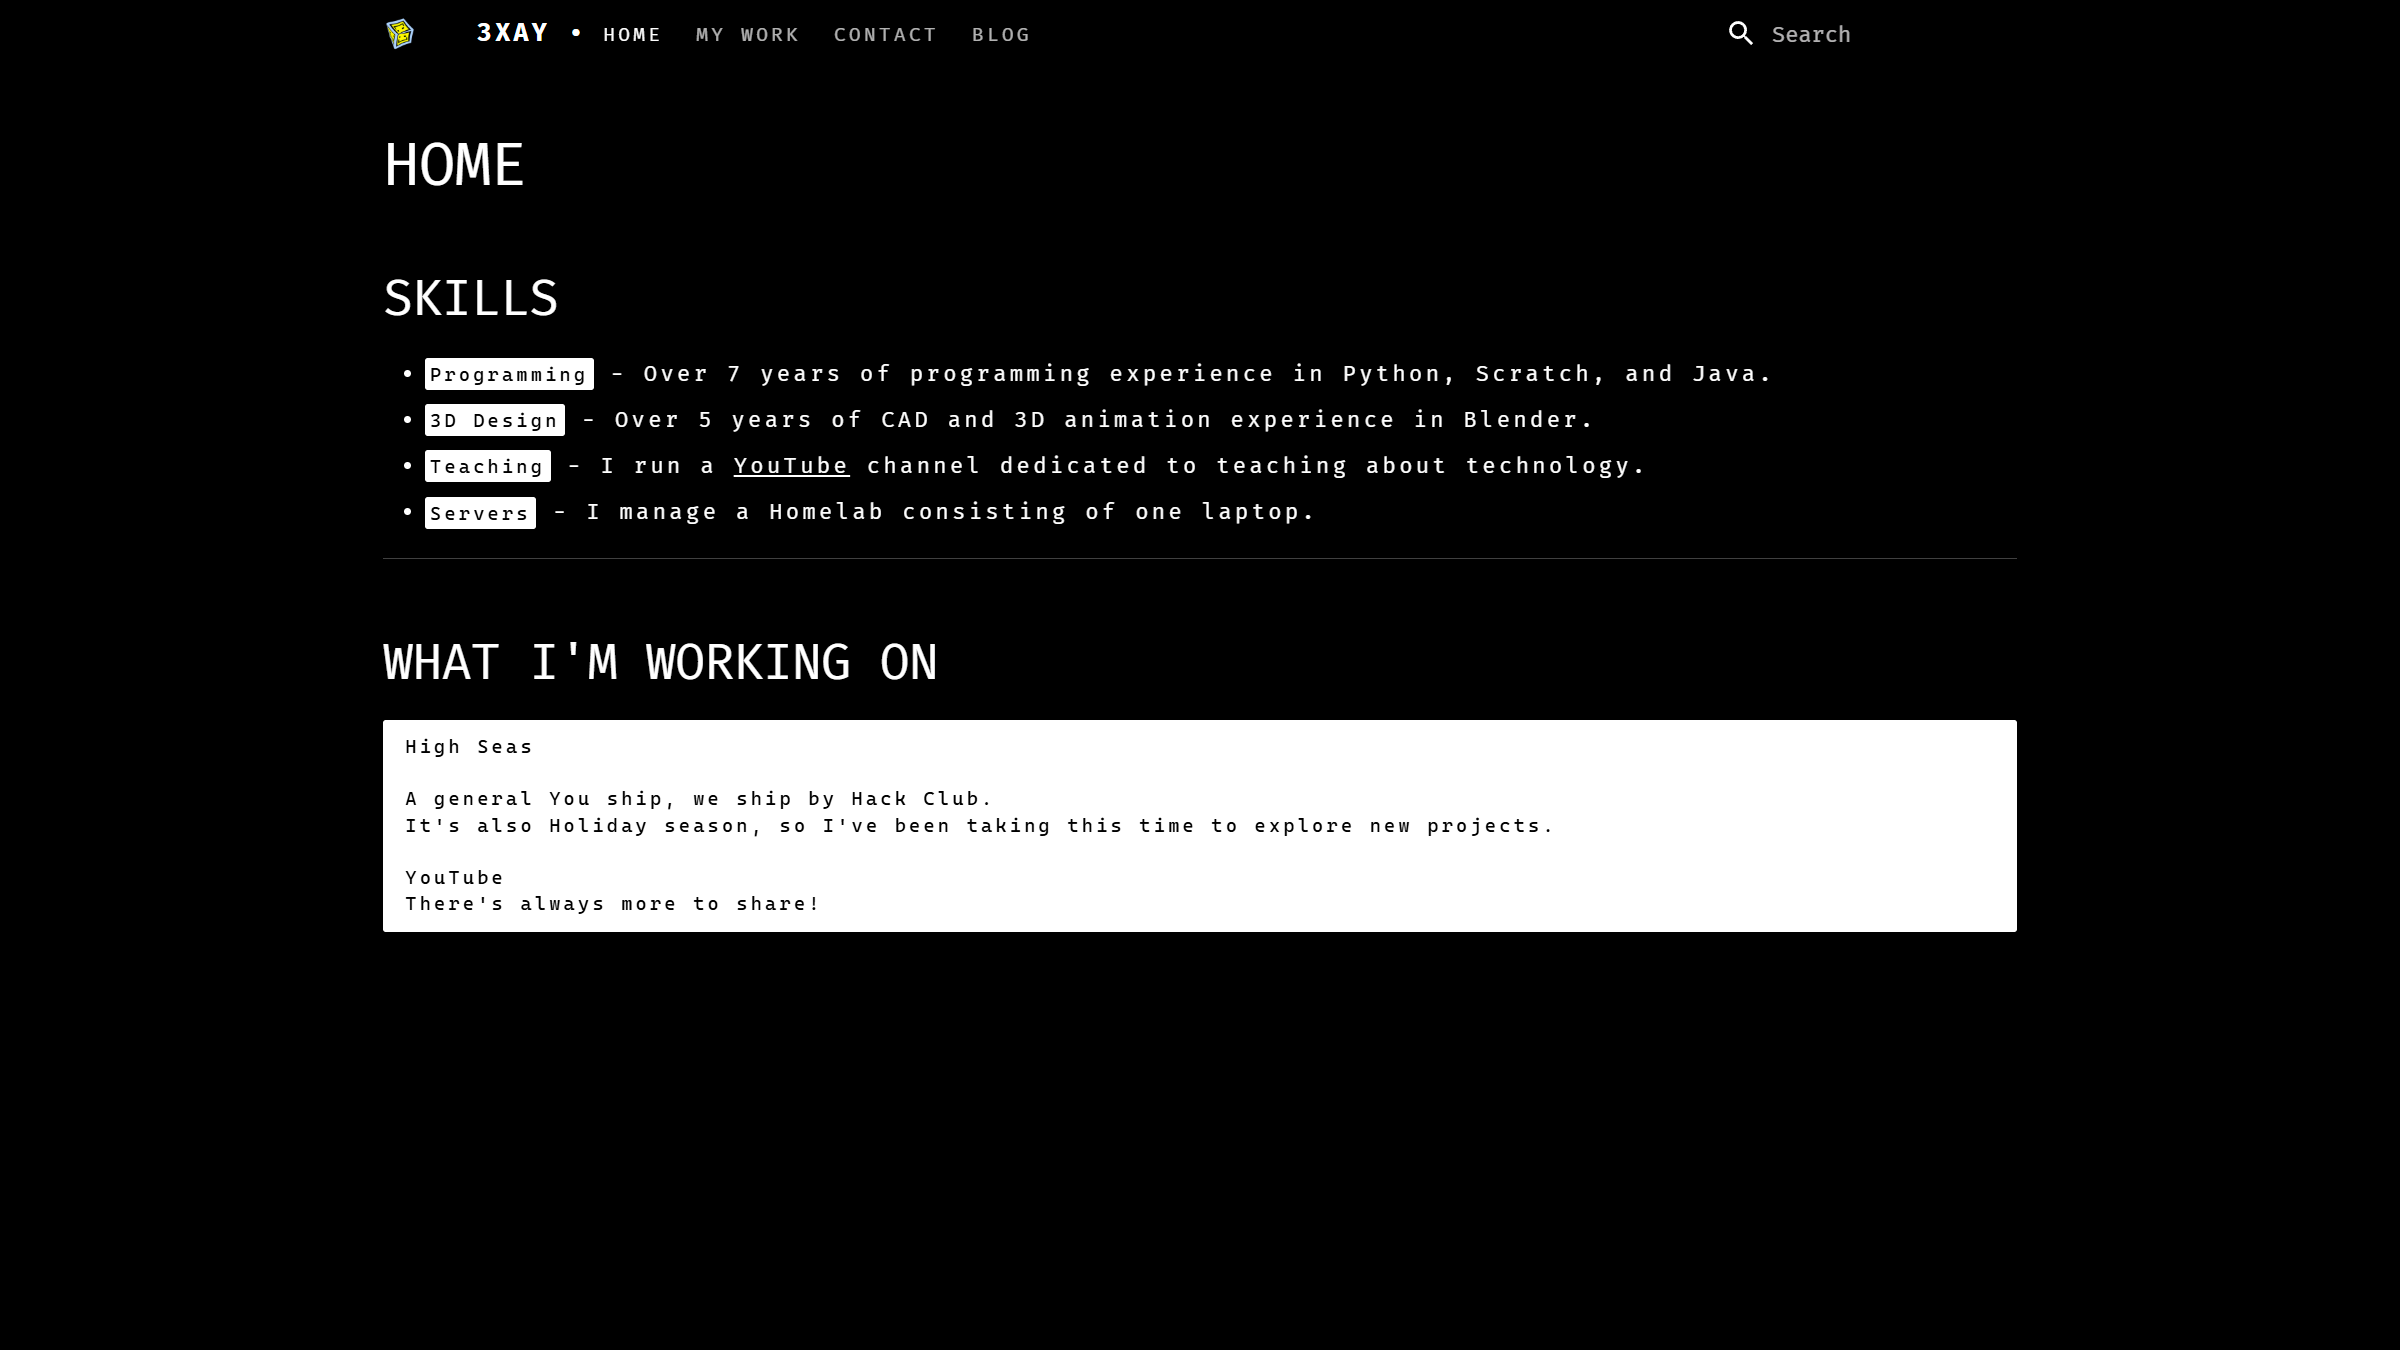 3XAY • HOME MY WORK CONTACT BLOG Search
HOME
SKILLS
• Programming - Over 7 years of programming experience in Python, Scratch, and Java.
• 3D Design - Over 5 years of CAD and 3D animation experience in Blender.
• Teaching - I run a YouTube channel dedicated to teaching about technology.
• Servers - I manage a Homelab consisting of one laptop.
WHAT I'M WORKING ON
High Seas
A general You ship, we ship by Hack Club.
It's also Holiday season, so I've been taking this time to explore new projects.
YouTube
There's always more to share!